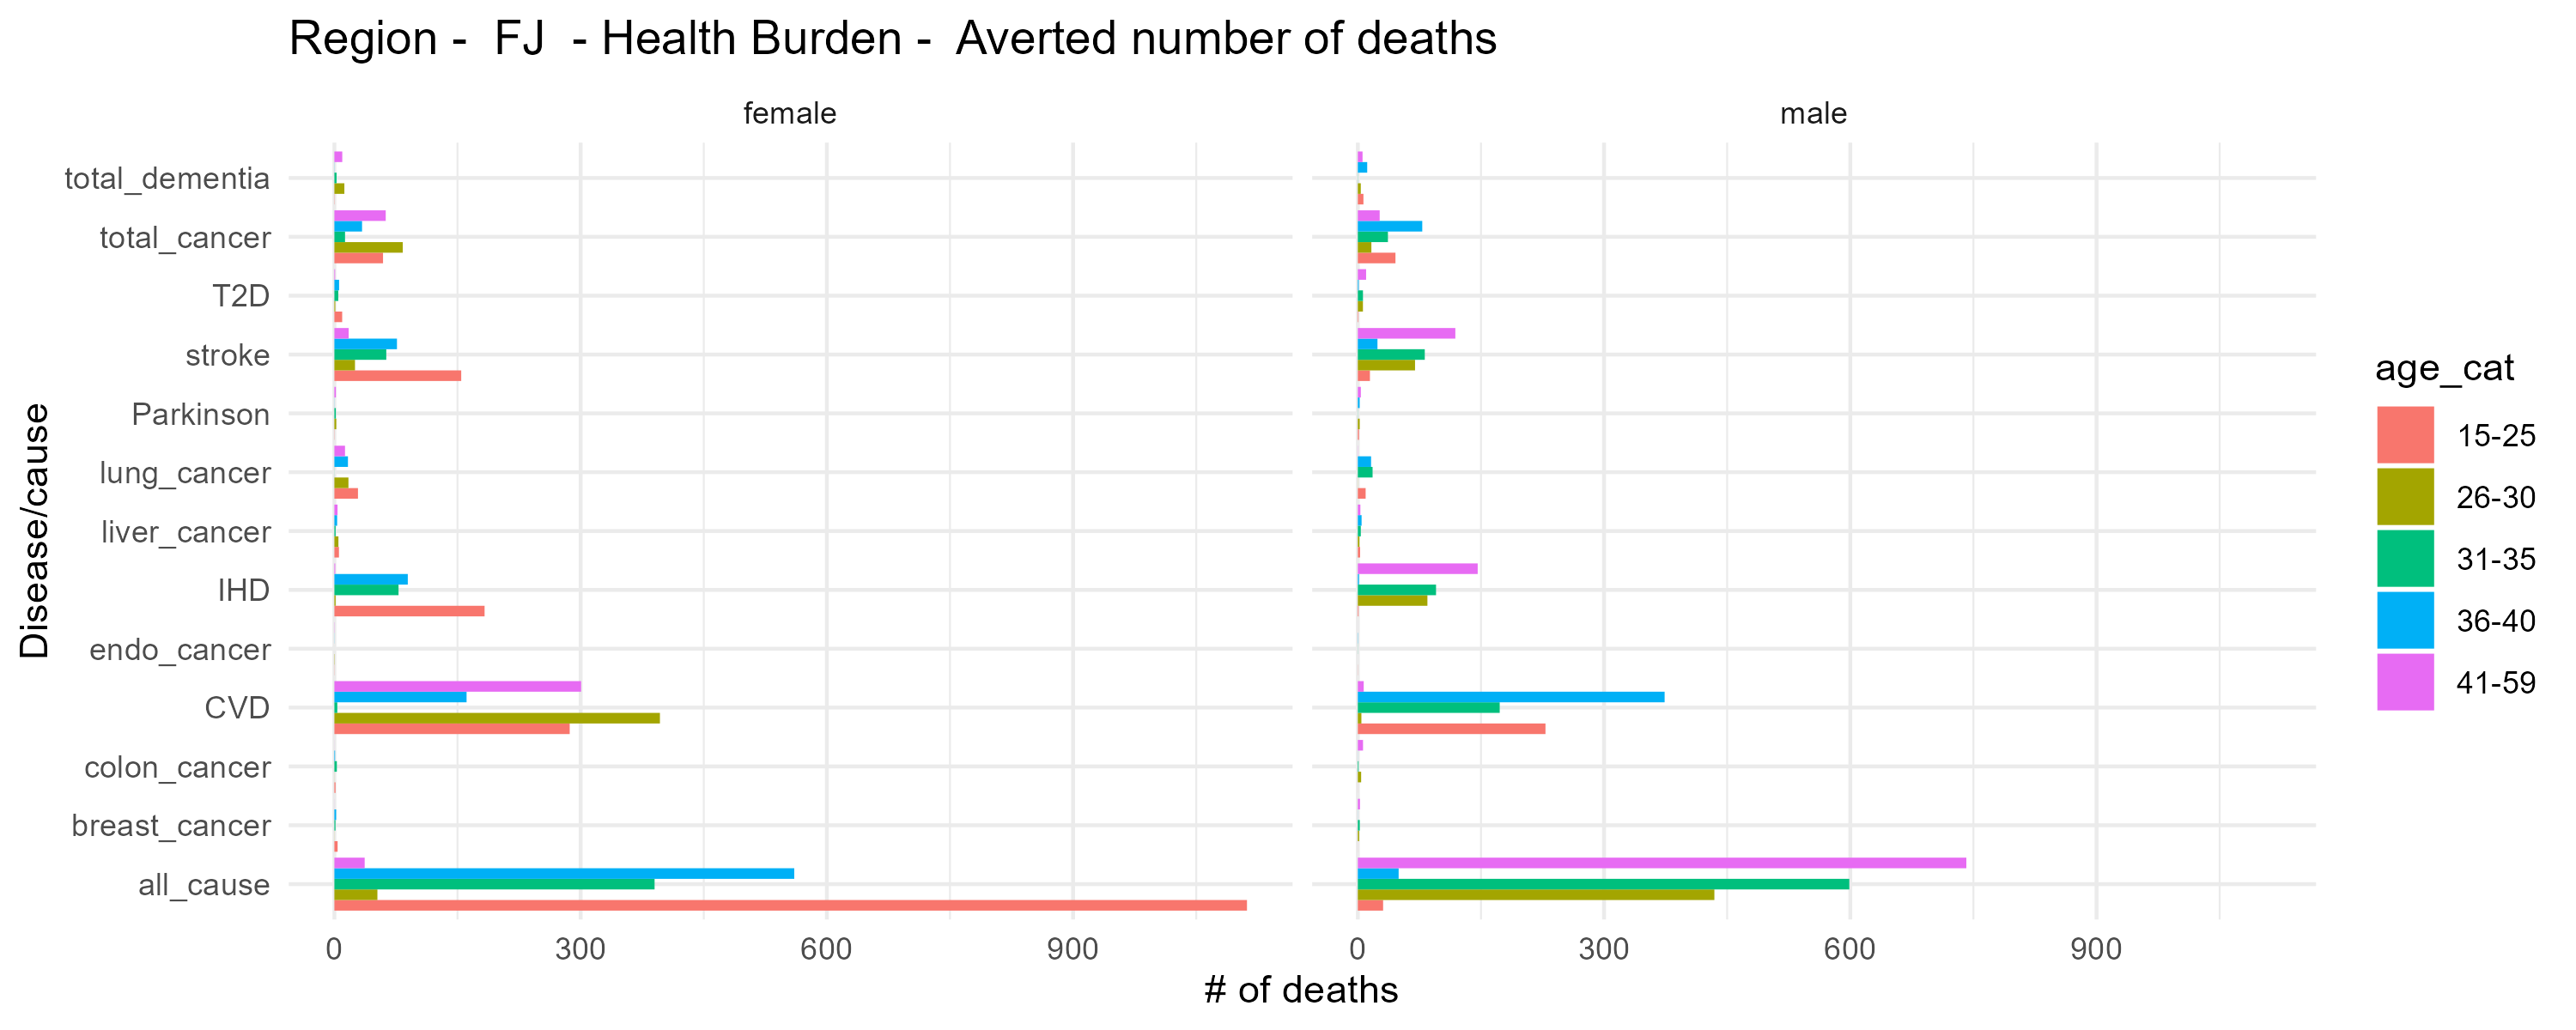 Region -  FJ  - Health Burden -  Averted number of deaths
female
male
Disease/cause
total_dementia
total_cancer
T2D
stroke
Parkinson
lung_cancer
liver_cancer
IHD
endo_cancer
CVD
colon_cancer
breast_cancer
all_cause
0 300 600 900
0 300 600 900
# of deaths
age_cat
15-25
26-30
31-35
36-40
41-59